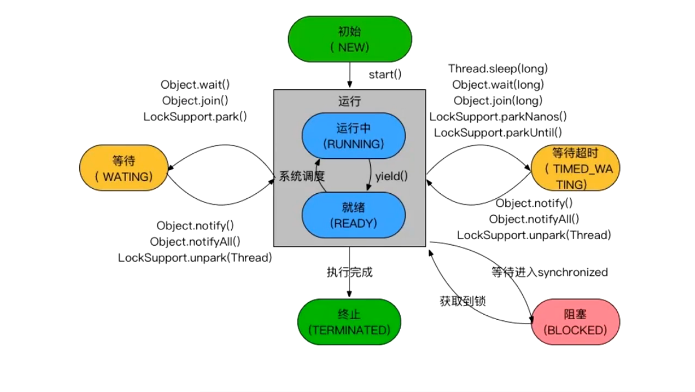 初始
( NEW)
start()
Object.wait()
Object.join()
LockSupport.park()
Thread.sleep(long)
Object.wait(long)
Object.join(long)
LockSupport.parkNanos()
LockSupport.parkUntil()
运行
运行中
(RUNNING)
等待
( WATING)
系统调度
yield()
等待超时
( TIMED_WA
TING)
就绪
(READY)
Object.notify()
Object.notifyAll()
LockSupport.unpark(Thread)
Object.notify()
Object.notifyAll()
LockSupport.unpark(Thread)
执行完成
等待进入synchronized
获取到锁
终止
(TERMINATED)
阻塞
(BLOCKED)